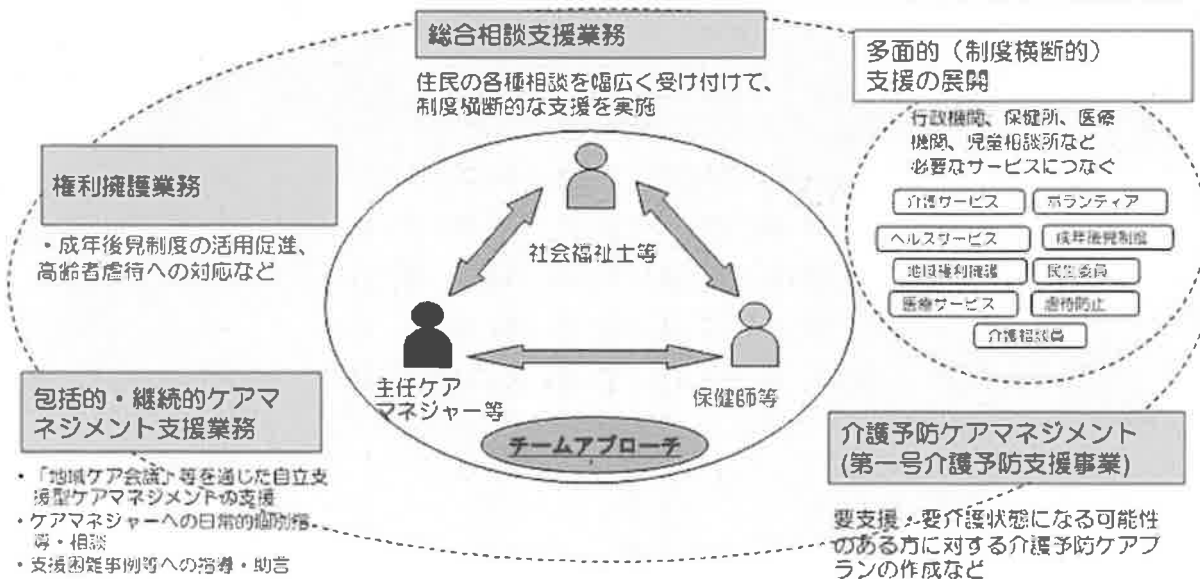 総合相談支援業務
住民の各種相談を幅広く受け付けて、
制度横断的な支援を実施
多面的（制度横断的）
支援の展開
行政機関、保健所、医療
機関、児童相談所など
必要なサービスにつなぐ
介護サービス
ボランティア
ヘルスサービス
成年後見制度
地域権利擁護
民生委員
医療サービス
虐待防止
介護相談員
権利擁護業務
・成年後見制度の活用促進、
高齢者虐待への対応など
社会福祉士等
主任ケア
マネジャー等
保健師等
チームアプローチ
包括的・継続的ケアマ
ネジメント支援業務
・「地域ケア会議」等を通じた自立支
援型ケアマネジメントの支援
・ケアマネジャーへの日常的個別指
導・相談
・支援困難事例等への指導・助言
介護予防ケアマネジメント
(第一号介護予防支援事業)
要支援・要介護状態になる可能性
のある方に対する介護予防ケアプ
ランの作成など